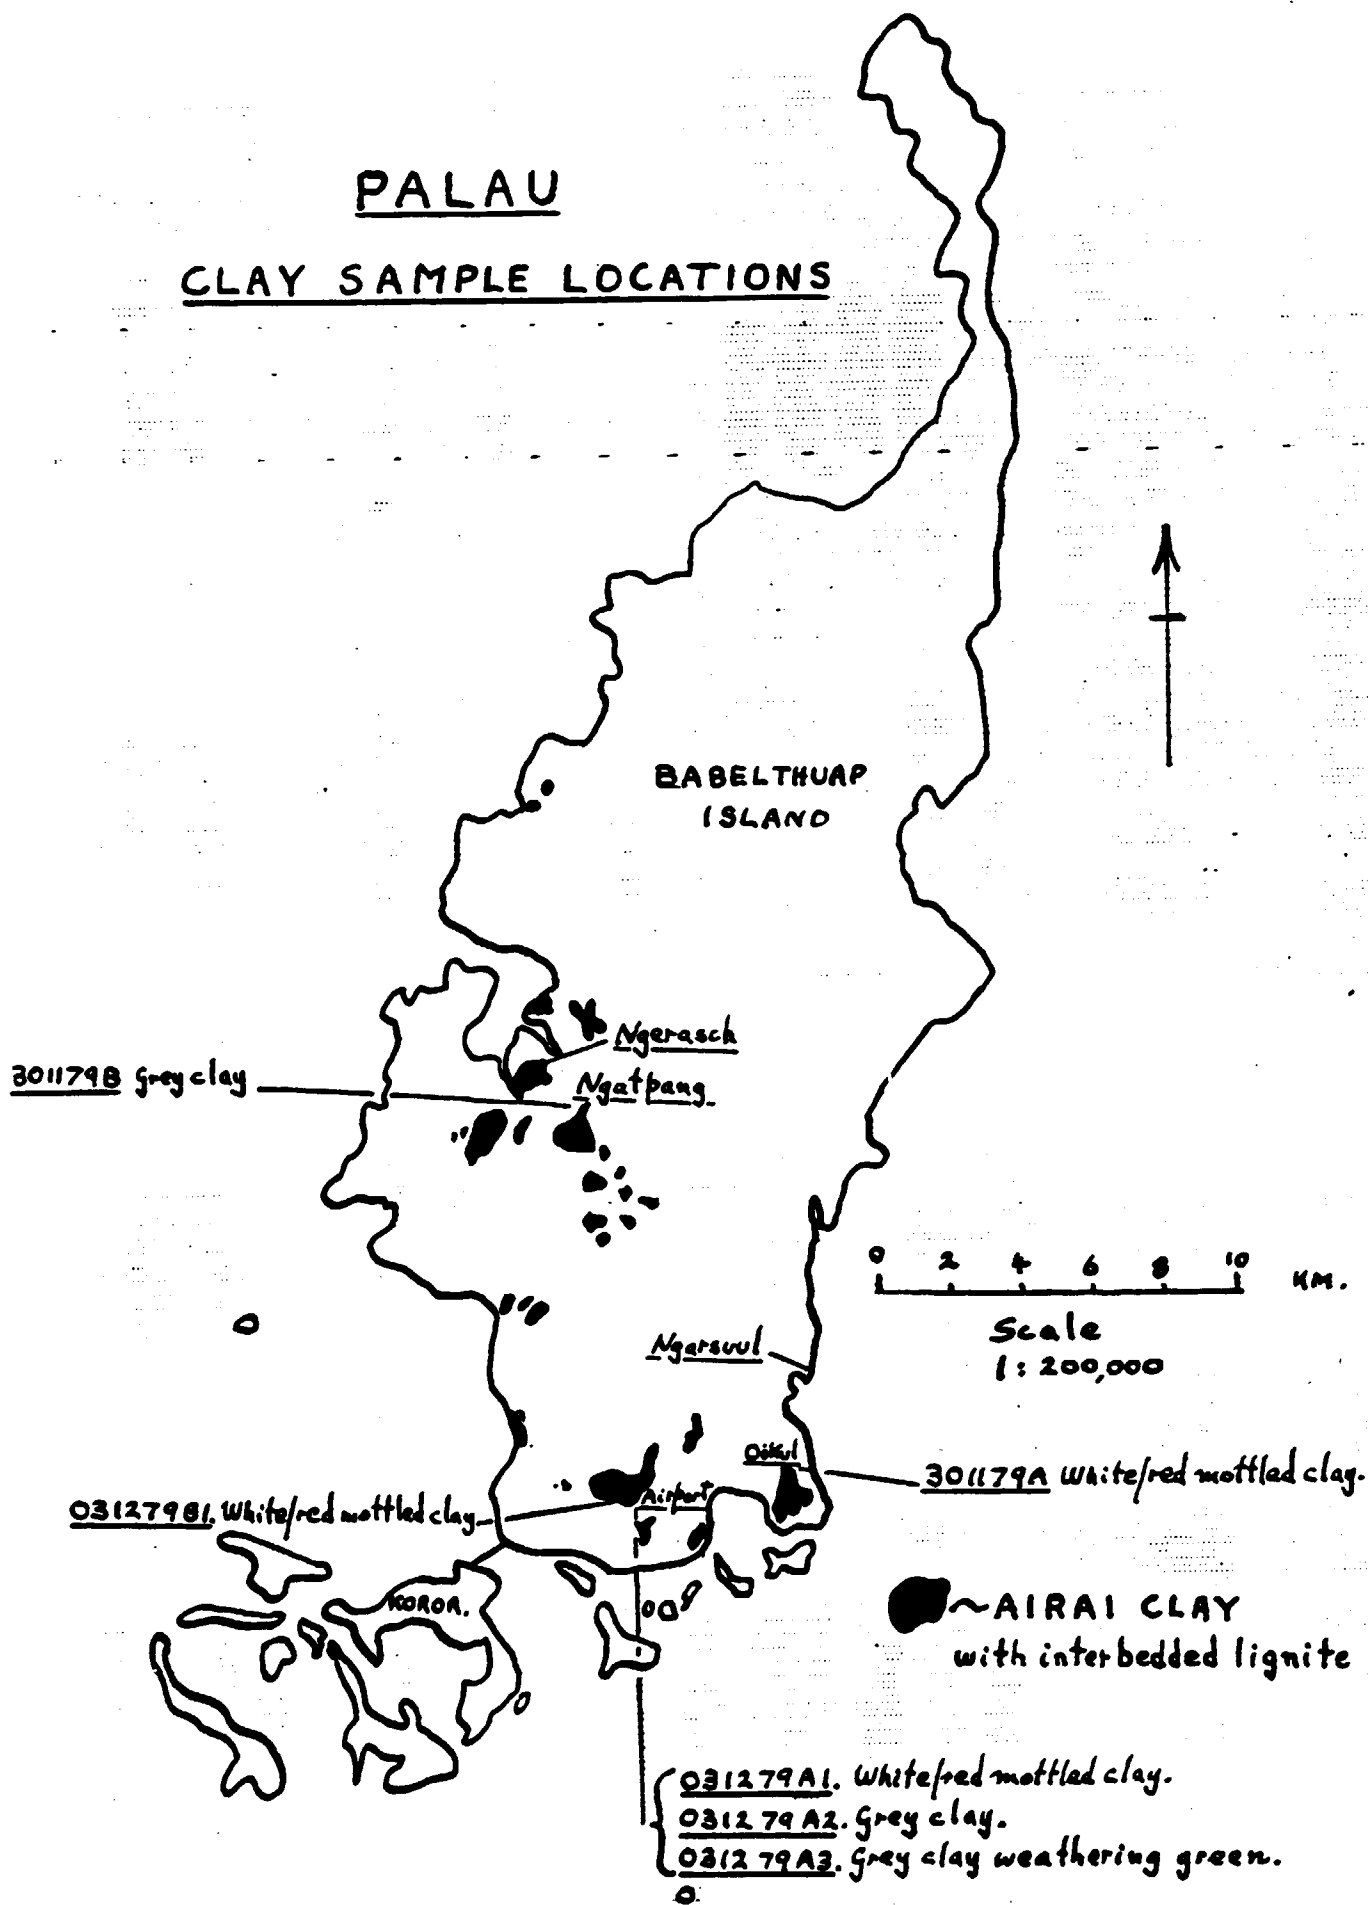 PALAU
CLAY SAMPLE LOCATIONS
BABELTHUAP
ISLAND
Ngerasch
301179B Grey clay
Ngatpang
0 2 4 6 8 10 KM.
Scale
1 : 200,000
Ngarsuul
Oikul
301179A White/red mottled clay.
Airport
031279B1. White/red mottled clay
KOROR.
~AIRAI CLAY
with interbedded lignite
031279A1. White/red mottled clay.
031279A2. Grey clay.
031279A3. Grey clay weathering green.